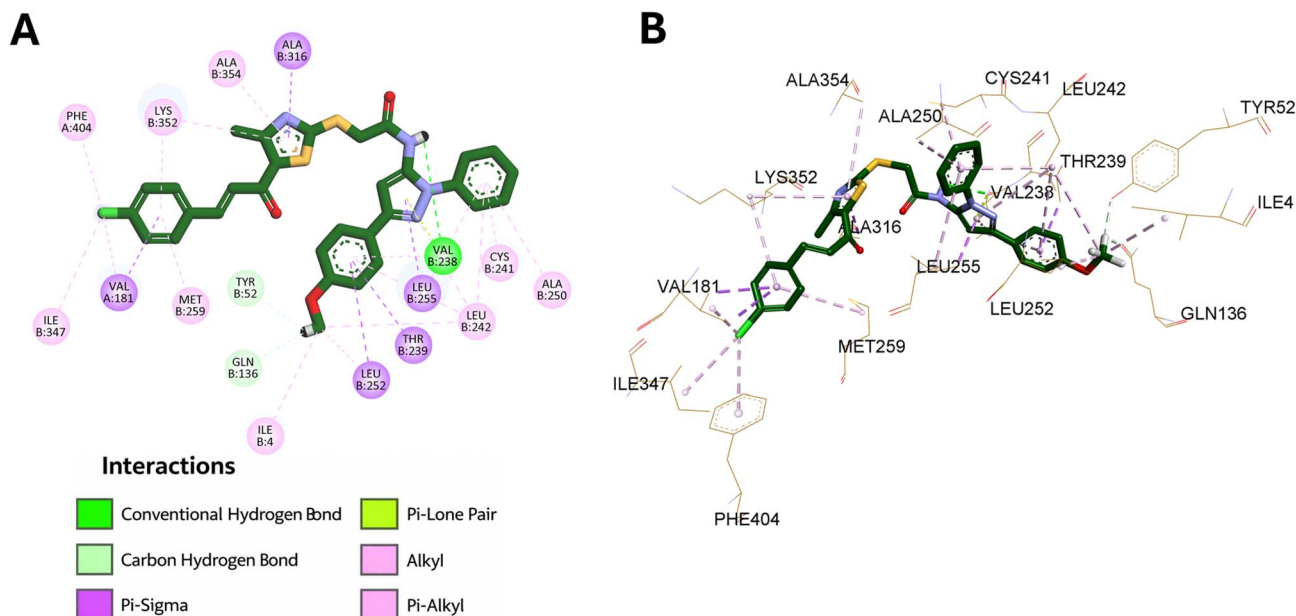 A
ALA
B:316
ALA
B:354
PHE
A:404
LYS
B:352
VAL
B:238
CYS
B:241
ALA
B:250
VAL
A:181
LEU
B:255
TYR
B:52
MET
B:259
LEU
B:242
ILE
B:347
THR
B:239
GLN
B:136
LEU
B:252
ILE
B:4
Interactions
Conventional Hydrogen Bond
Carbon Hydrogen Bond
Pi-Sigma
Pi-Lone Pair
Alkyl
Pi-Alkyl
B
CYS241
ALA354
LEU242
TYR52
ALA250
THR239
LYS352
VAL238
ILE4
ALA316
LEU255
VAL181
LEU252
GLN136
MET259
ILE347
PHE404